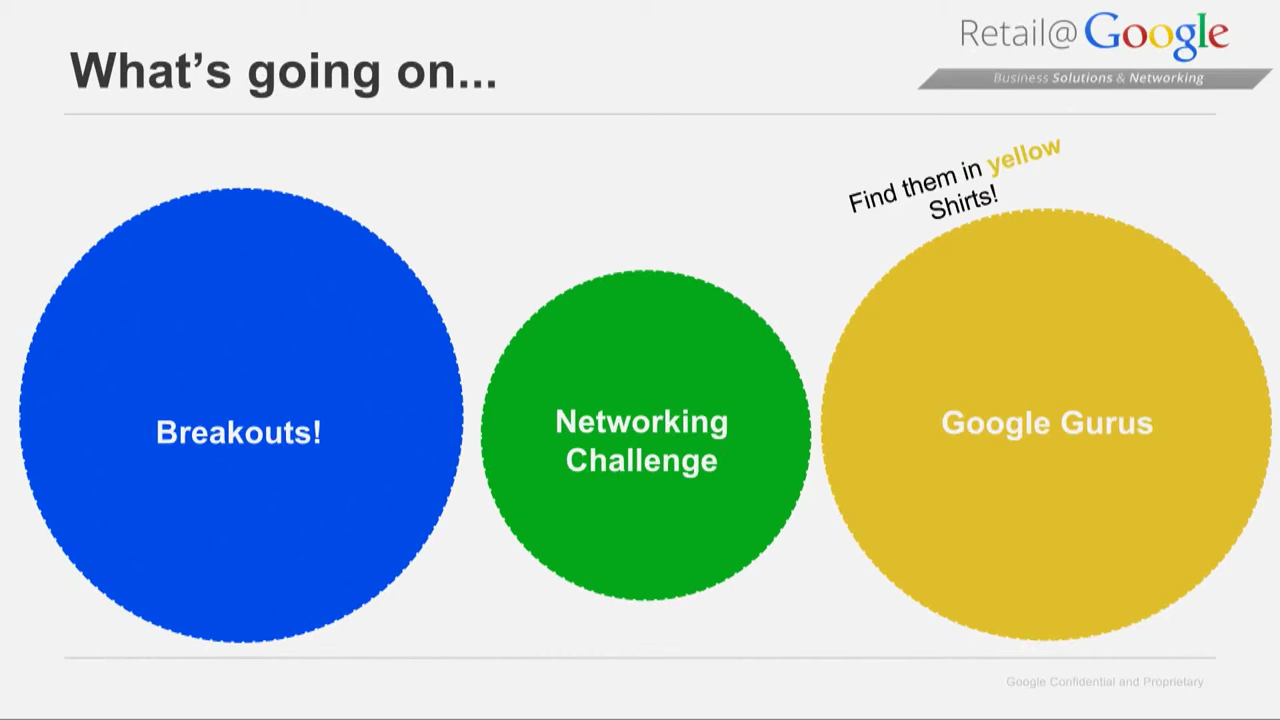 What's going on...
Retail@Google
Business Solutions & Networking
Find them in yellow
Shirts!
Breakouts!
Networking
Challenge
Google Gurus
Google Confidential and Proprietary